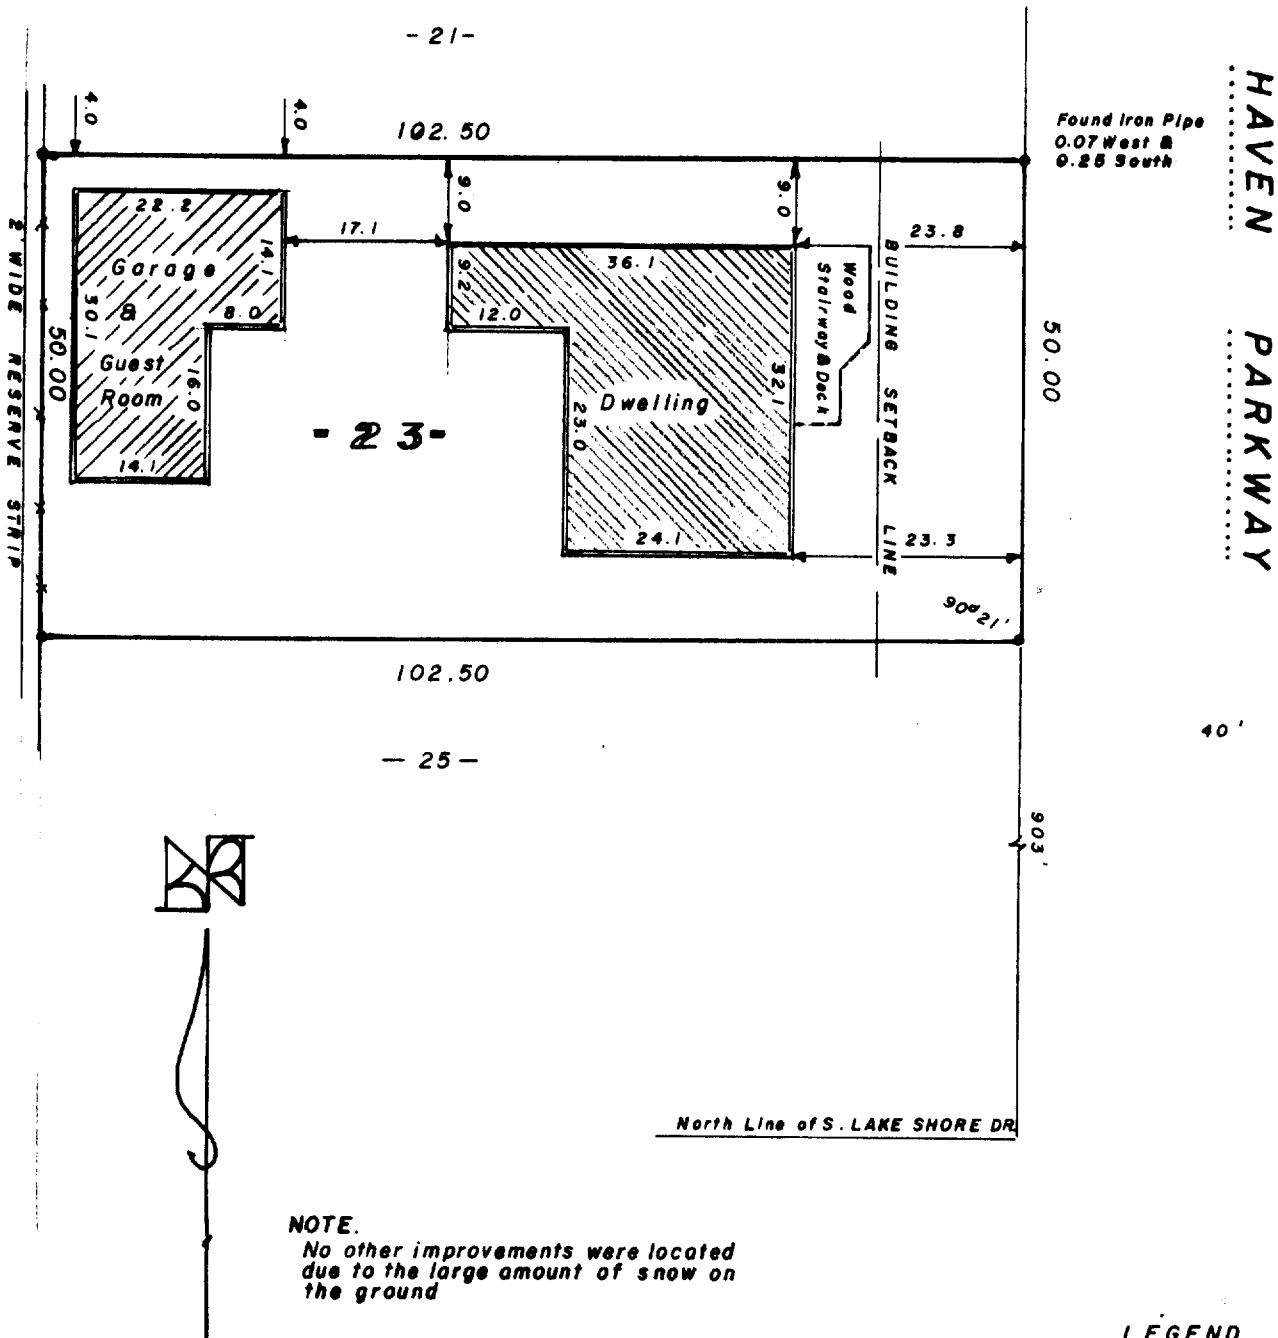 - 21 -
HAVEN PARKWAY
4.0
4.0
102.50
Found Iron Pipe
0.07 West &
0.25 South
22.2
9.0
9.0
17.1
23.8
14.1
Garage
&
Guest
Room
30.1
8.0
16.0
14.1
50.00
2' WIDE RESERVE STRIP
9.2
36.1
12.0
Dwelling
32.1
23.0
24.1
Wood
Stairway & Deck
BUILDING SETBACK LINE
50.00
- 23 -
23.3
90° 21'
102.50
40'
- 25 -
903'
North Line of S. LAKE SHORE DR.
NOTE.
No other improvements were located
due to the large amount of snow on
the ground
LEGEND